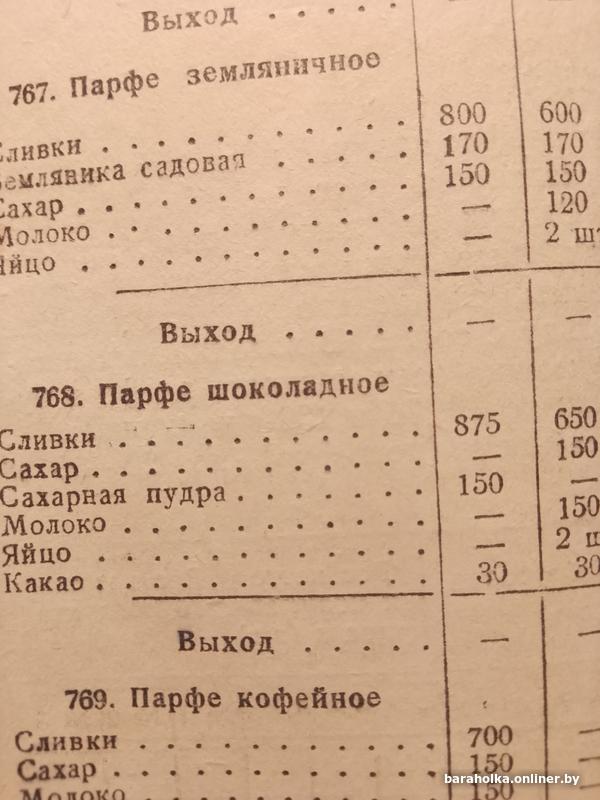 Выход . . . . .
767. Парфе земляничное
Сливки . . . . . . . . . . 800 600
Земляника садовая . . . . . 170 170
Сахар . . . . . . . . . . . 150 150
Молоко . . . . . . . . . . — 120
Яйцо . . . . . . . . . . . — 2 шт
Выход . . . . . — —
768. Парфе шоколадное
Сливки . . . . . . . . . . . 875 650
Сахар . . . . . . . . . . . . — 150
Сахарная пудра . . . . . . . 150 —
Молоко . . . . . . . . . . . — 150
Яйцо . . . . . . . . . . . . — 2 ш
Какао . . . . . . . . . . . . 30 30
Выход . . . . . — —
769. Парфе кофейное
Сливки . . . . . . . . . . . 700 —
Сахар . . . . . . . . . . . . 150 —
Молоко . . . . . . . . . . . 150
baraholka.onliner.by